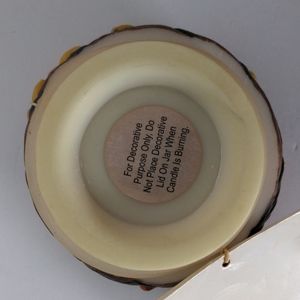 For Decorative
Purpose Only. Do
Not Place Decorative
Lid On Jar When
Candle Is Burning.